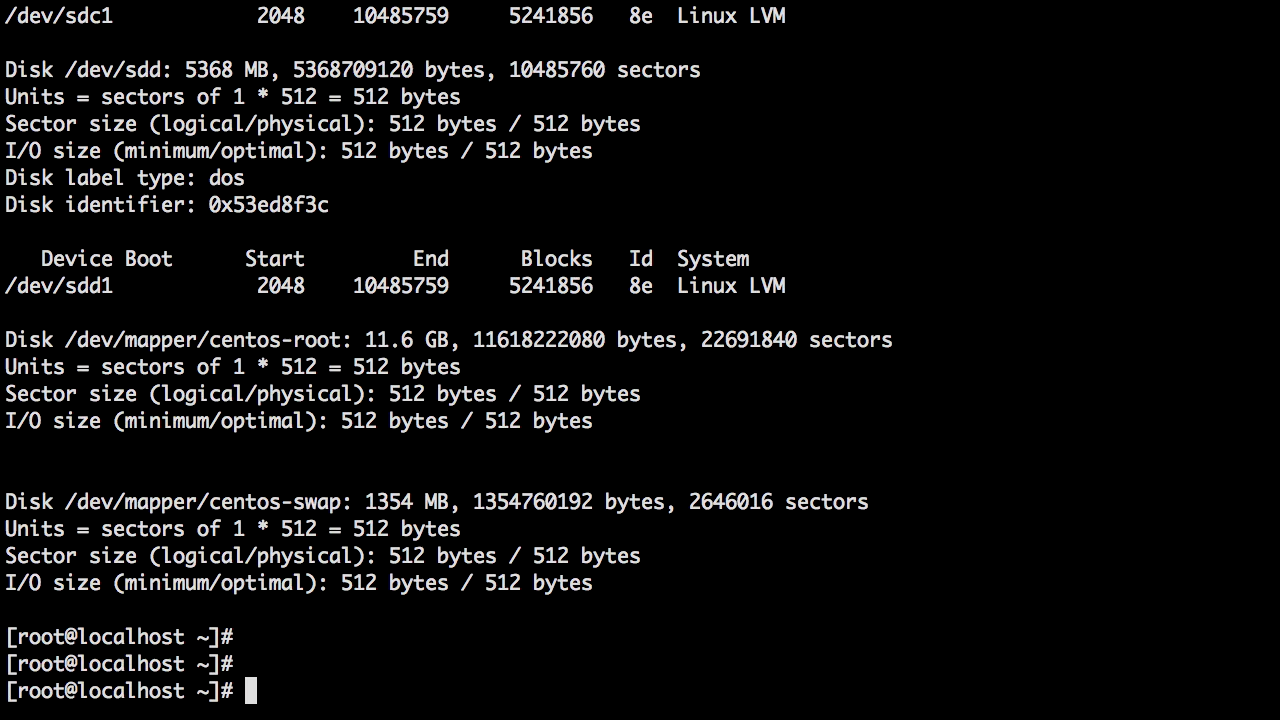 /dev/sdc1            2048    10485759     5241856   8e  Linux LVM
Disk /dev/sdd: 5368 MB, 5368709120 bytes, 10485760 sectors
Units = sectors of 1 * 512 = 512 bytes
Sector size (logical/physical): 512 bytes / 512 bytes
I/O size (minimum/optimal): 512 bytes / 512 bytes
Disk label type: dos
Disk identifier: 0x53ed8f3c
   Device Boot      Start         End      Blocks   Id  System
/dev/sdd1            2048    10485759     5241856   8e  Linux LVM
Disk /dev/mapper/centos-root: 11.6 GB, 11618222080 bytes, 22691840 sectors
Units = sectors of 1 * 512 = 512 bytes
Sector size (logical/physical): 512 bytes / 512 bytes
I/O size (minimum/optimal): 512 bytes / 512 bytes
Disk /dev/mapper/centos-swap: 1354 MB, 1354760192 bytes, 2646016 sectors
Units = sectors of 1 * 512 = 512 bytes
Sector size (logical/physical): 512 bytes / 512 bytes
I/O size (minimum/optimal): 512 bytes / 512 bytes
[root@localhost ~]#
[root@localhost ~]#
[root@localhost ~]#